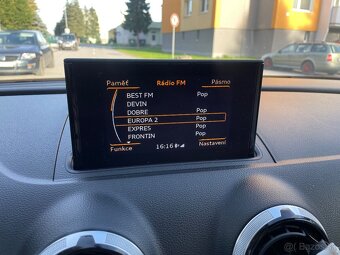 Paměť Rádio FM Pásmo
BEST FM Pop
DEVIN
DOBRE Pop
EUROPA 2 Pop
EXPRES Pop
FRONTIN Pop
Funkce 16:16 Nastavení